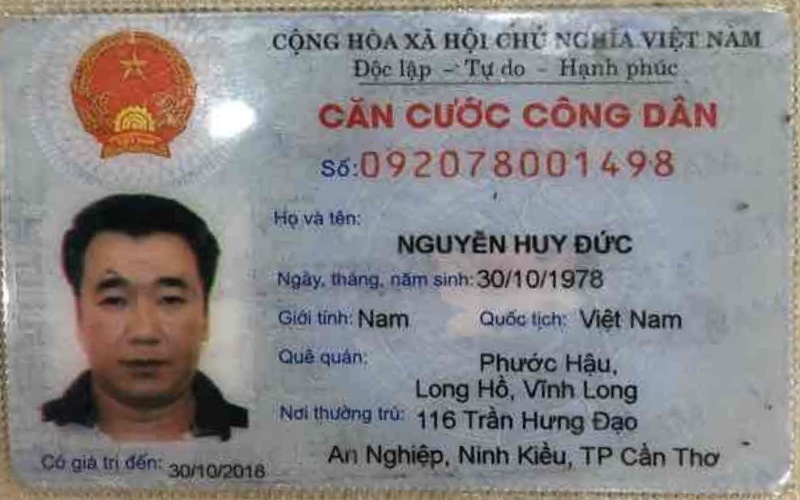 CỘNG HÒA XÃ HỘI CHỦ NGHĨA VIỆT NAM
Độc lập - Tự do - Hạnh phúc
CĂN CƯỚC CÔNG DÂN
Số: 092078001498
Họ và tên:
NGUYỄN HUY ĐỨC
Ngày, tháng, năm sinh: 30/10/1978
Giới tính: Nam Quốc tịch: Việt Nam
Quê quán: Phước Hậu,
Long Hồ, Vĩnh Long
Nơi thường trú: 116 Trần Hưng Đạo
An Nghiệp, Ninh Kiều, TP Cần Thơ
Có giá trị đến: 30/10/2018